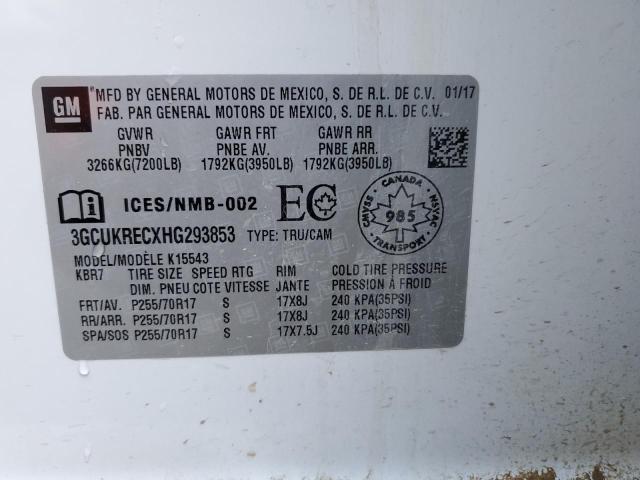 GM
*MFD BY GENERAL MOTORS DE MEXICO, S. DE R.L. DE C.V. 01/17
FAB. PAR GENERAL MOTORS DE MEXICO, S. DE R.L. DE C.V.
GVWR GAWR FRT GAWR RR
PNBV PNBE AV. PNBE ARR.
3266KG(7200LB) 1792KG(3950LB) 1792KG(3950LB)
ICES/NMB-002 EC
CANADA
985
CMVSS NSVAC
TRANSPORT
3GCUKRECXHG293853 TYPE: TRU/CAM
MODEL/MODÈLE K15543
KBR7 TIRE SIZE SPEED RTG RIM COLD TIRE PRESSURE
DIM. PNEU COTE VITESSE JANTE PRESSION À FROID
FRT/AV. P255/70R17 S 17X8J 240 KPA(35PSI)
RR/ARR. P255/70R17 S 17X8J 240 KPA(35PSI)
SPA/SOS P255/70R17 S 17X7.5J 240 KPA(35PSI)